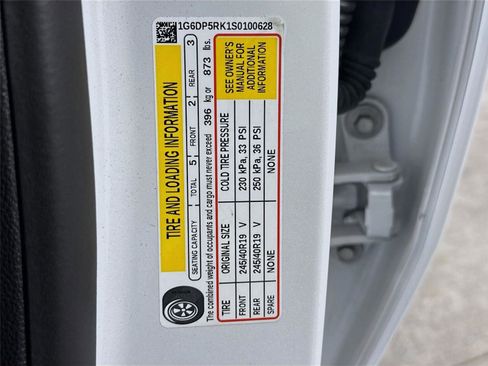 1G6DP5RK1S0100628
TIRE AND LOADING INFORMATION
SEATING CAPACITY | TOTAL 5 | FRONT 2 | REAR 3
The combined weight of occupants and cargo must never exceed 396 kg or 873 lbs.
TIRE ORIGINAL SIZE COLD TIRE PRESSURE
FRONT 245/40R19 V 230 kPa, 33 PSI
REAR 245/40R19 V 250 kPa, 36 PSI
SPARE NONE NONE
SEE OWNER'S
MANUAL FOR
ADDITIONAL
INFORMATION